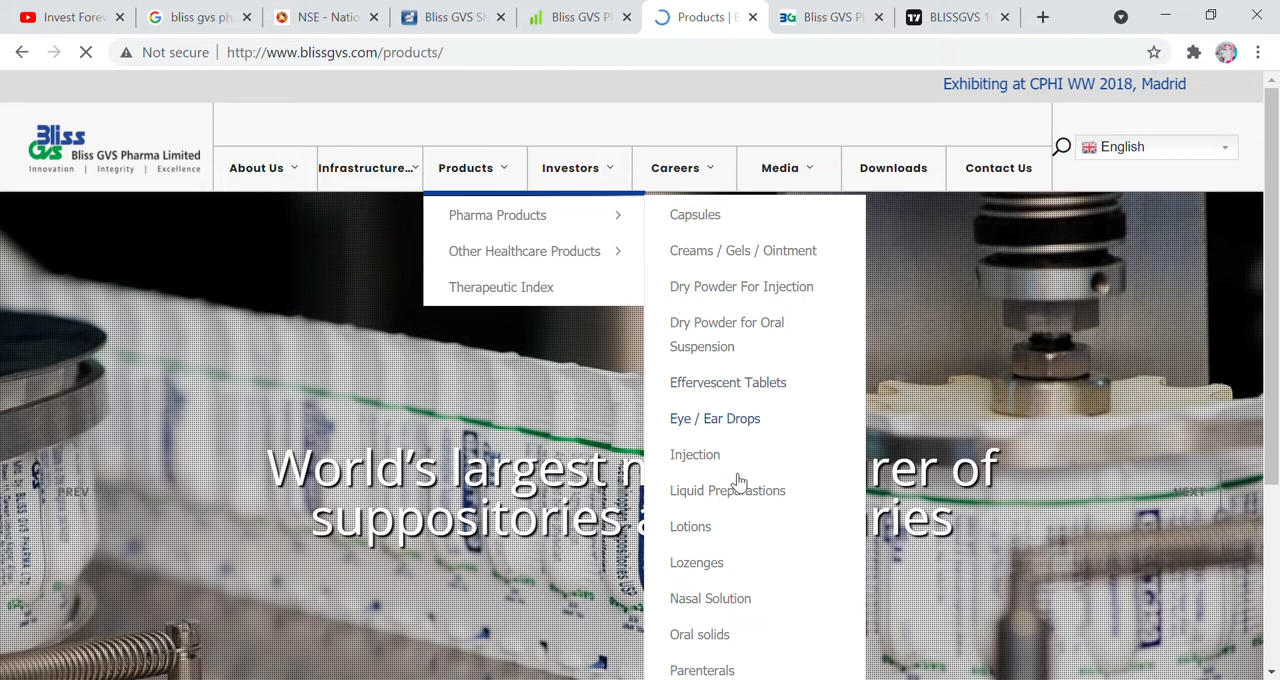 Invest Forev
bliss gvs ph
NSE - Natio
Bliss GVS Sh
Bliss GVS P
Products | B
Bliss GVS P
BLISSGVS 1
Not secure
http://www.blissgvs.com/products/
Exhibiting at CPHI WW 2018, Madrid
Bliss GVS
Bliss GVS Pharma Limited
Innovation | Integrity | Excellence
About Us
Infrastructure...
Products
Investors
Careers
Media
Downloads
Contact Us
English
Pharma Products
Other Healthcare Products
Therapeutic Index
Capsules
Creams / Gels / Ointment
Dry Powder For Injection
Dry Powder for Oral
Suspension
Effervescent Tablets
Eye / Ear Drops
Injection
Liquid Preparastions
Lotions
Lozenges
Nasal Solution
Oral solids
Parenterals
PREV
World's largest rer of
suppositories ries
NEXT